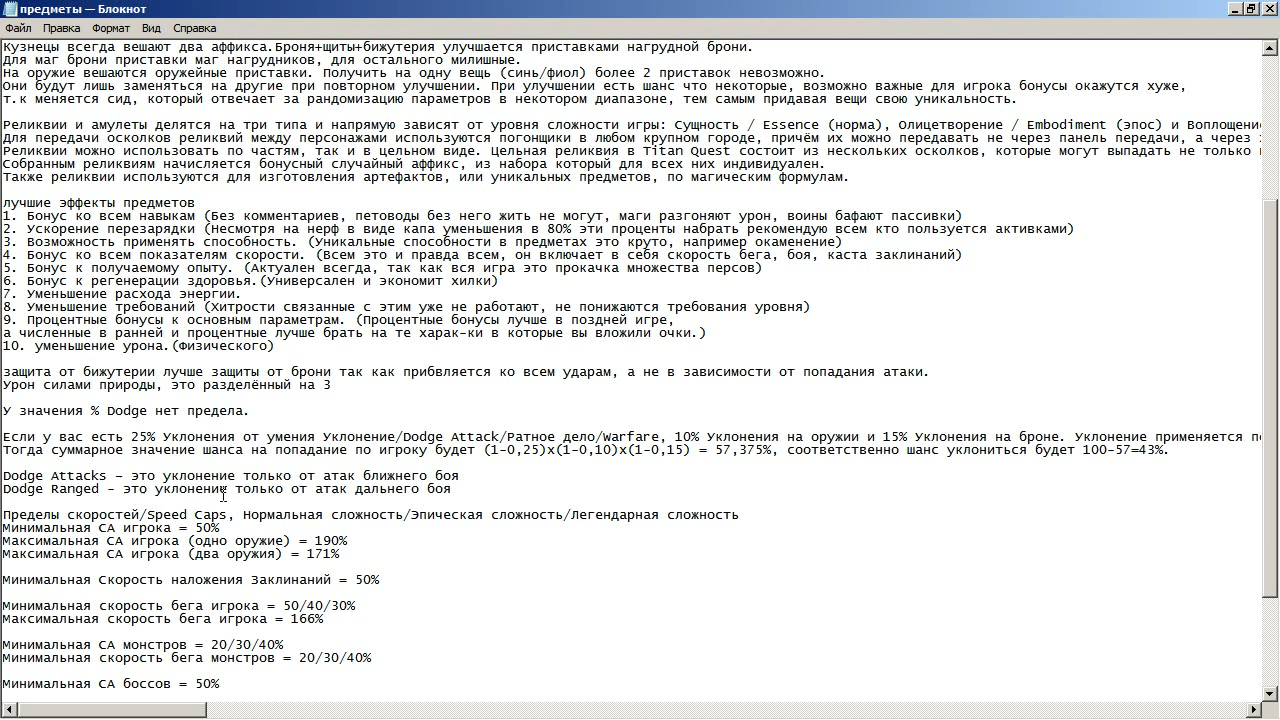 предметы — Блокнот
Файл Правка Формат Вид Справка
Кузнецы всегда вешают два аффикса.Броня+щиты+бижутерия улучшается приставками нагрудной брони.
Для маг брони приставки маг нагрудников, для остального милишные.
На оружие вешаются оружейные приставки. Получить на одну вещь (синь/фиол) более 2 приставок невозможно.
Они будут лишь заменяться на другие при повторном улучшении. При улучшении есть шанс что некоторые, возможно важные для игрока бонусы окажутся хуже,
т.к меняется сид, который отвечает за рандомизацию параметров в некотором диапазоне, тем самым придавая вещи свою уникальность.
Реликвии и амулеты делятся на три типа и напрямую зависят от уровня сложности игры: Сущность / Essence (норма), Олицетворение / Embodiment (эпос) и Воплощени
Для передачи осколков реликвий между персонажами используются погонщики в любом крупном городе, причём их можно передавать не через панель передачи, а через
Реликвии можно использовать по частям, так и в цельном виде. Цельная реликвия в Titan Quest состоит из нескольких осколков, которые могут выпадать не только
Собранным реликвиям начисляется бонусный случайный аффикс, из набора который для всех них индивидуален.
Также реликвии используются для изготовления артефактов, или уникальных предметов, по магическим формулам.
лучшие эффекты предметов
1. Бонус ко всем навыкам (Без комментариев, петоводы без него жить не могут, маги разгоняют урон, воины бафают пассивки)
2. Ускорение перезарядки (Несмотря на нерф в виде капа уменьшения в 80% эти проценты набрать рекомендую всем кто пользуется активками)
3. Возможность применять способность. (Уникальные способности в предметах это круто, например окаменение)
4. Бонус ко всем показателям скорости. (Всем это и правда всем, он включает в себя скорость бега, боя, каста заклинаний)
5. Бонус к получаемому опыту. (Актуален всегда, так как вся игра это прокачка множества персов)
6. Бонус к регенерации здоровья.(Универсален и экономит хилки)
7. Уменьшение расхода энергии.
8. Уменьшение требований (Хитрости связанные с этим уже не работают, не понижаются требования уровня)
9. Процентные бонусы к основным параметрам. (Процентные бонусы лучше в поздней игре,
а численные в ранней и процентные лучше брать на те харак-ки в которые вы вложили очки.)
10. уменьшение урона.(Физического)
защита от бижутерии лучше защиты от брони так как прибвляется ко всем ударам, а не в зависимости от попадания атаки.
Урон силами природы, это разделённый на 3
У значения % Dodge нет предела.
Если у вас есть 25% Уклонения от умения Уклонение/Dodge Attack/Ратное дело/Warfare, 10% Уклонения на оружии и 15% Уклонения на броне. Уклонение применяется п
Тогда суммарное значение шанса на попадание по игроку будет (1-0,25)x(1-0,10)x(1-0,15) = 57,375%, соответственно шанс уклониться будет 100-57=43%.
Dodge Attacks – это уклонение только от атак ближнего боя
Dodge Ranged – это уклонение только от атак дальнего боя
Пределы скоростей/Speed Caps, Нормальная сложность/Эпическая сложность/Легендарная сложность
Минимальная СА игрока = 50%
Максимальная СА игрока (одно оружие) = 190%
Максимальная СА игрока (два оружия) = 171%
Минимальная Скорость наложения Заклинаний = 50%
Минимальная скорость бега игрока = 50/40/30%
Максимальная скорость бега игрока = 166%
Минимальная СА монстров = 20/30/40%
Минимальная скорость бега монстров = 20/30/40%
Минимальная СА боссов = 50%